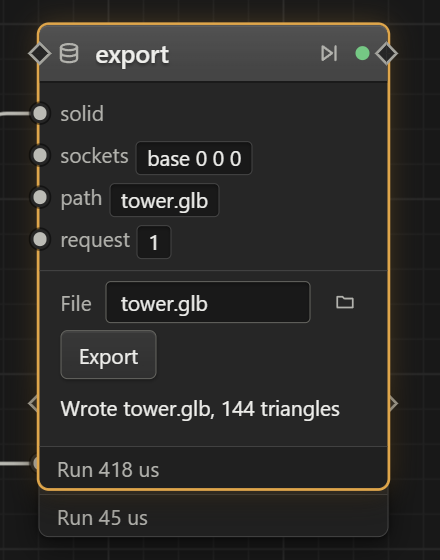 export
solid
sockets base 0 0 0
path tower.glb
request 1
File tower.glb
Export
Wrote tower.glb, 144 triangles
Run 418 us
Run 45 us